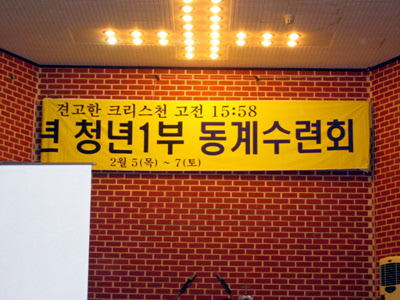 견고한 크리스천 고전 15:58
년 청년1부 동계수련회
2월 5(목) ~ 7(토)